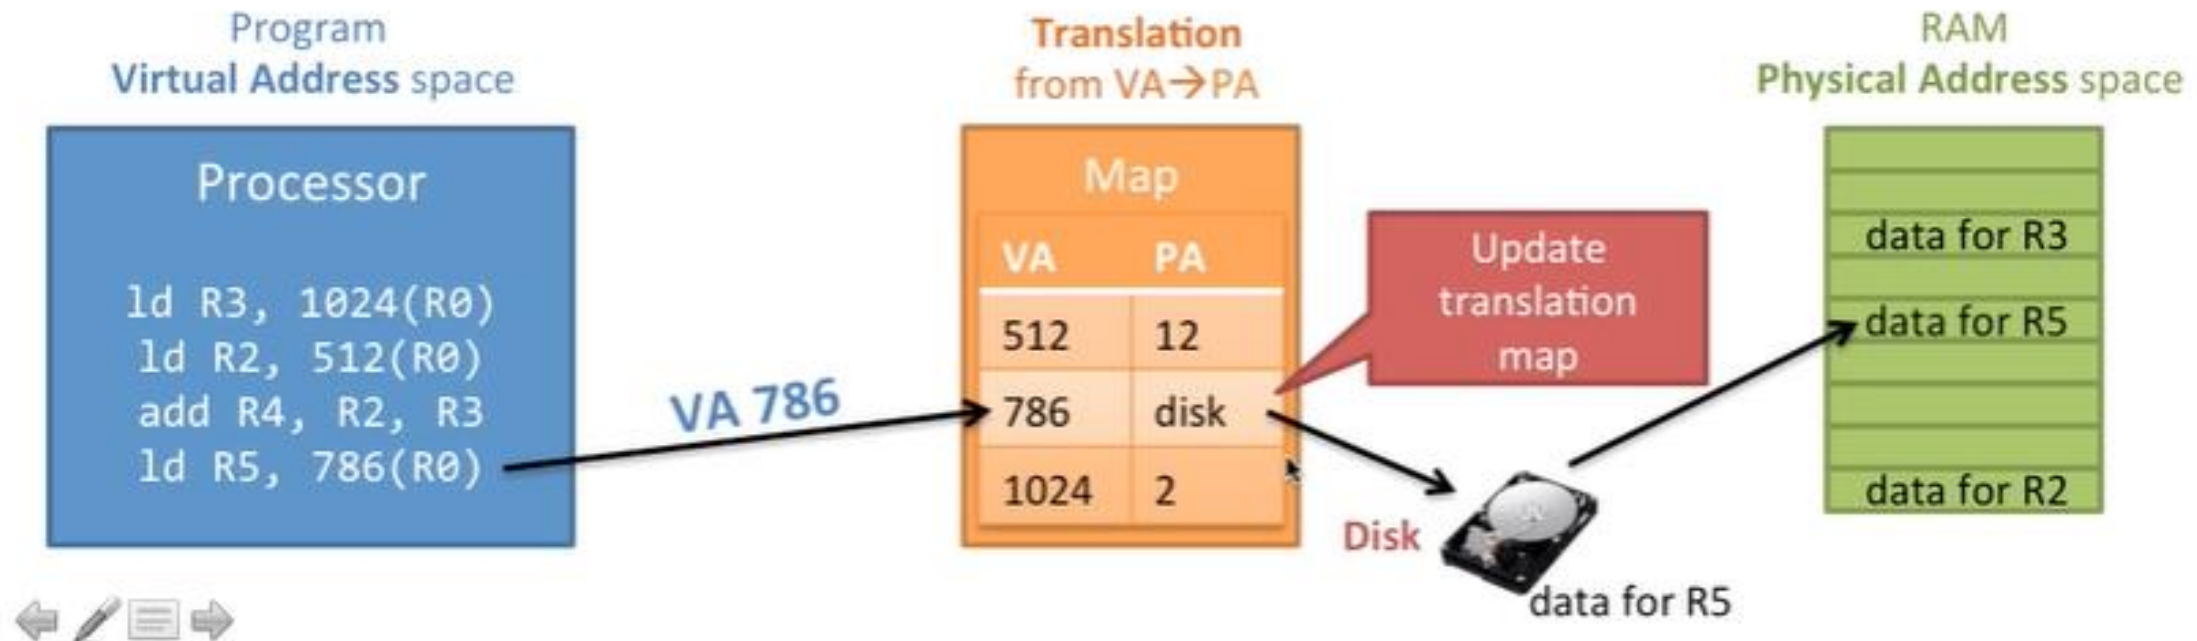 Program
Virtual Address space
Processor
ld R3, 1024(R0)
ld R2, 512(R0)
add R4, R2, R3
ld R5, 786(R0)
VA 786
Translation
from VA→PA
Map
VA PA
512 12
786 disk
1024 2
Update
translation
map
Disk
data for R5
RAM
Physical Address space
data for R3
data for R5
data for R2